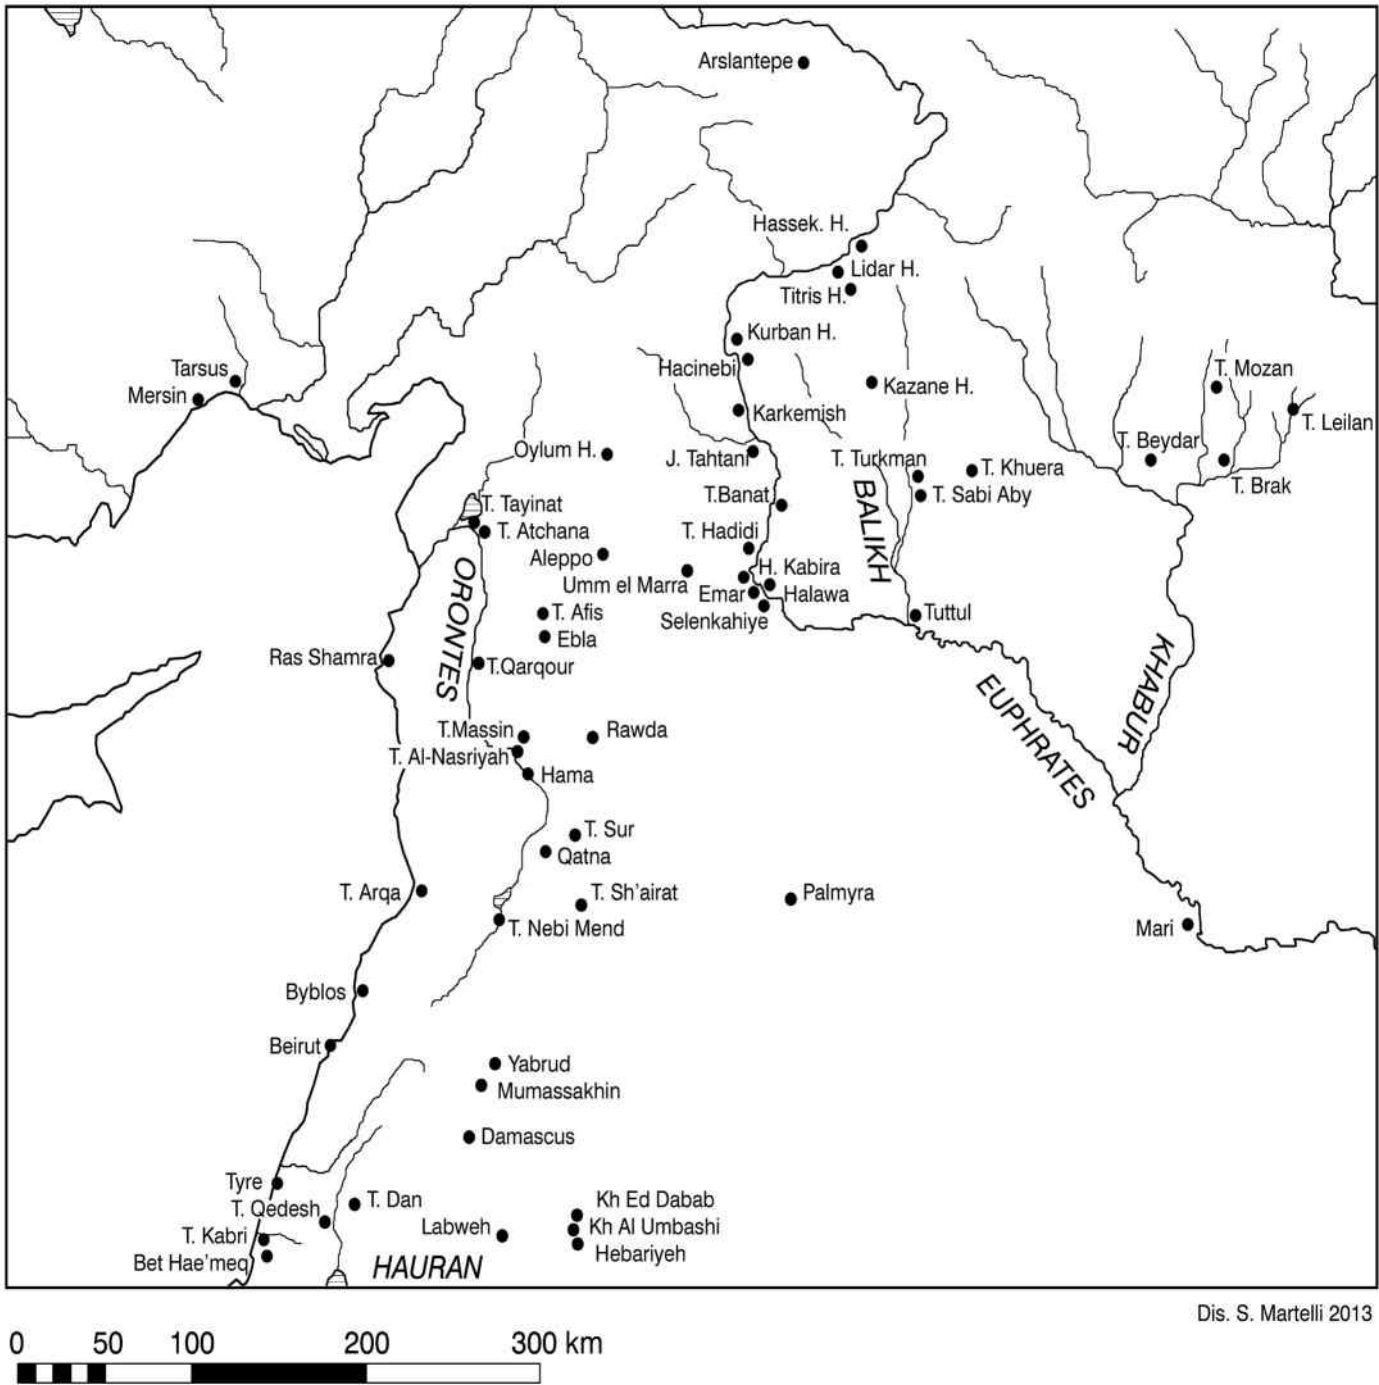 Arslantepe
Hassek. H.
Lidar H.
Titris H.
Kurban H.
Hacinebi
Tarsus
Mersin
Kazane H.
T. Mozan
Karkemish
T. Leilan
Oylum H.
J. Tahtani
T. Turkman
T. Khuera
T. Beydar
T. Brak
T. Sabi Aby
T.Banat
BALIKH
T. Tayinat
T. Atchana
T. Hadidi
Aleppo
H. Kabira
Umm el Marra
Emar
Halawa
Selenkahiye
Tuttul
ORONTES
T. Afis
Ebla
Ras Shamra
T.Qarqour
KHABUR
EUPHRATES
T.Massin
Rawda
T. Al-Nasriyah
Hama
T. Sur
Qatna
T. Arqa
T. Sh'airat
Palmyra
T. Nebi Mend
Mari
Byblos
Beirut
Yabrud
Mumassakhin
Damascus
Tyre
T. Qedesh
T. Dan
Kh Ed Dabab
T. Kabri
Labweh
Kh Al Umbashi
Bet Hae'meq
Hebariyeh
HAURAN
Dis. S. Martelli 2013
0 50 100 200 300 km